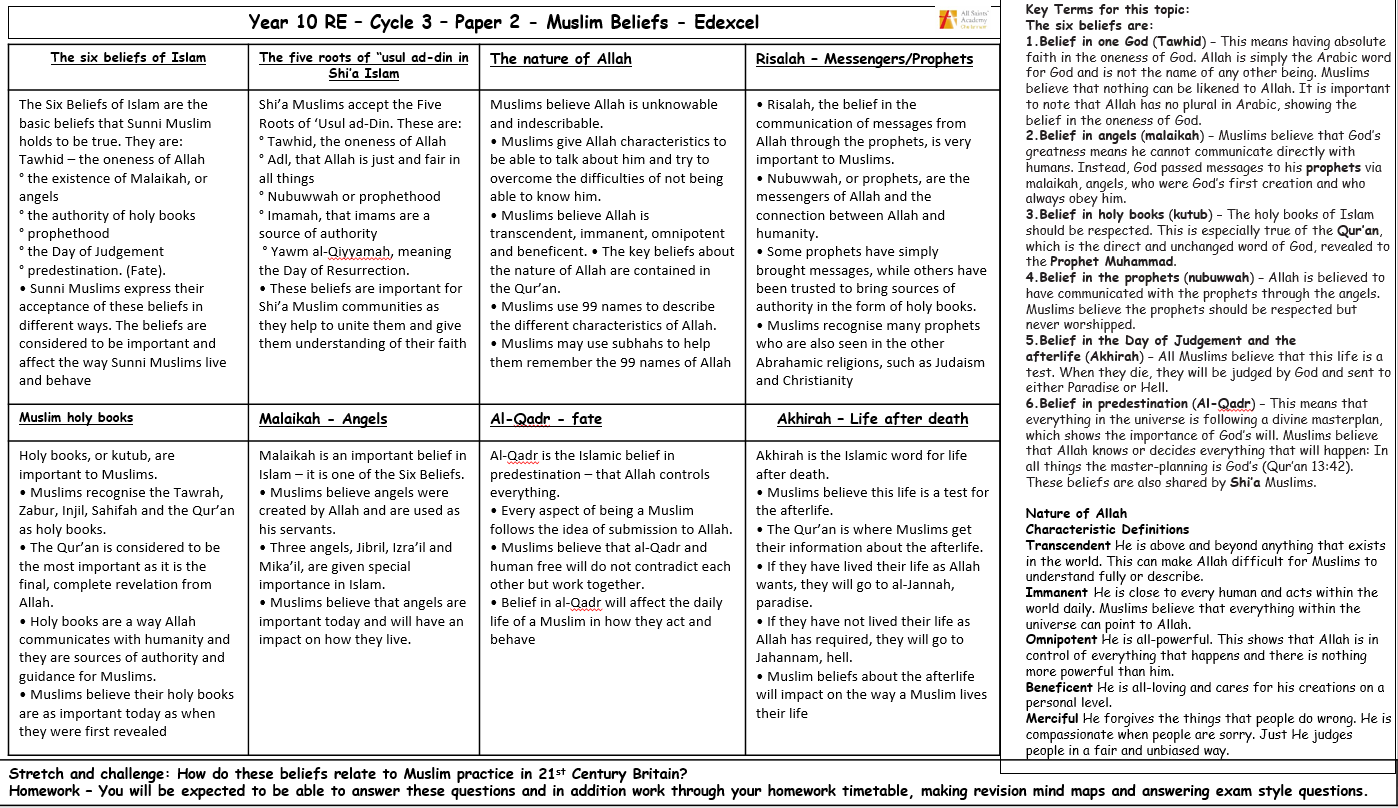 Year 10 RE – Cycle 3 – Paper 2 - Muslim Beliefs - Edexcel
All Saints'
Academy
The six beliefs of Islam
The Six Beliefs of Islam are the
basic beliefs that Sunni Muslim
holds to be true. They are:
Tawhid – the oneness of Allah
° the existence of Malaikah, or
angels
° the authority of holy books
° prophethood
° the Day of Judgement
° predestination. (Fate).
• Sunni Muslims express their
acceptance of these beliefs in
different ways. The beliefs are
considered to be important and
affect the way Sunni Muslims live
and behave
The five roots of “usul ad-din in
Shi’a Islam
Shi’a Muslims accept the Five
Roots of ‘Usul ad-Din. These are:
° Tawhid, the oneness of Allah
° Adl, that Allah is just and fair in
all things
° Nubuwwah or prophethood
° Imamah, that imams are a
source of authority
° Yawm al-Qiyyamah, meaning
the Day of Resurrection.
• These beliefs are important for
Shi’a Muslim communities as
they help to unite them and give
them understanding of their faith
The nature of Allah
Muslims believe Allah is unknowable
and indescribable.
• Muslims give Allah characteristics to
be able to talk about him and try to
overcome the difficulties of not being
able to know him.
• Muslims believe Allah is
transcendent, immanent, omnipotent
and beneficent. • The key beliefs about
the nature of Allah are contained in
the Qur’an.
• Muslims use 99 names to describe
the different characteristics of Allah.
• Muslims may use subhahs to help
them remember the 99 names of Allah
Risalah – Messengers/Prophets
• Risalah, the belief in the
communication of messages from
Allah through the prophets, is very
important to Muslims.
• Nubuwwah, or prophets, are the
messengers of Allah and the
connection between Allah and
humanity.
• Some prophets have simply
brought messages, while others have
been trusted to bring sources of
authority in the form of holy books.
• Muslims recognise many prophets
who are also seen in the other
Abrahamic religions, such as Judaism
and Christianity
Muslim holy books
Holy books, or kutub, are
important to Muslims.
• Muslims recognise the Tawrah,
Zabur, Injil, Sahifah and the Qur’an
as holy books.
• The Qur’an is considered to be
the most important as it is the
final, complete revelation from
Allah.
• Holy books are a way Allah
communicates with humanity and
they are sources of authority and
guidance for Muslims.
• Muslims believe their holy books
are as important today as when
they were first revealed
Malaikah - Angels
Malaikah is an important belief in
Islam – it is one of the Six Beliefs.
• Muslims believe angels were
created by Allah and are used as
his servants.
• Three angels, Jibril, Izra’il and
Mika’il, are given special
importance in Islam.
• Muslims believe that angels are
important today and will have an
impact on how they live.
Al-Qadr - fate
Al-Qadr is the Islamic belief in
predestination – that Allah controls
everything.
• Every aspect of being a Muslim
follows the idea of submission to Allah.
• Muslims believe that al-Qadr and
human free will do not contradict each
other but work together.
• Belief in al-Qadr will affect the daily
life of a Muslim in how they act and
behave
Akhirah – Life after death
Akhirah is the Islamic word for life
after death.
• Muslims believe this life is a test for
the afterlife.
• The Qur’an is where Muslims get
their information about the afterlife.
• If they have lived their life as Allah
wants, they will go to al-Jannah,
paradise.
• If they have not lived their life as
Allah has required, they will go to
Jahannam, hell.
• Muslim beliefs about the afterlife
will impact on the way a Muslim lives
their life
Key Terms for this topic:
The six beliefs are:
1.Belief in one God (Tawhid) – This means having absolute
faith in the oneness of God. Allah is simply the Arabic word
for God and is not the name of any other being. Muslims
believe that nothing can be likened to Allah. It is important
to note that Allah has no plural in Arabic, showing the
belief in the oneness of God.
2.Belief in angels (malaikah) – Muslims believe that God’s
greatness means he cannot communicate directly with
humans. Instead, God passed messages to his prophets via
malaikah, angels, who were God’s first creation and who
always obey him.
3.Belief in holy books (kutub) – The holy books of Islam
should be respected. This is especially true of the Qur’an,
which is the direct and unchanged word of God, revealed to
the Prophet Muhammad.
4.Belief in the prophets (nubuwwah) – Allah is believed to
have communicated with the prophets through the angels.
Muslims believe the prophets should be respected but
never worshipped.
5.Belief in the Day of Judgement and the
afterlife (Akhirah) – All Muslims believe that this life is a
test. When they die, they will be judged by God and sent to
either Paradise or Hell.
6.Belief in predestination (Al-Qadr) – This means that
everything in the universe is following a divine masterplan,
which shows the importance of God’s will. Muslims believe
that Allah knows or decides everything that will happen: In
all things the master-planning is God’s (Qur’an 13:42).
These beliefs are also shared by Shi’a Muslims.
Nature of Allah
Characteristic Definitions
Transcendent He is above and beyond anything that exists
in the world. This can make Allah difficult for Muslims to
understand fully or describe.
Immanent He is close to every human and acts within the
world daily. Muslims believe that everything within the
universe can point to Allah.
Omnipotent He is all-powerful. This shows that Allah is in
control of everything that happens and there is nothing
more powerful than him.
Beneficent He is all-loving and cares for his creations on a
personal level.
Merciful He forgives the things that people do wrong. He is
compassionate when people are sorry. Just He judges
people in a fair and unbiased way.
Stretch and challenge: How do these beliefs relate to Muslim practice in 21st Century Britain?
Homework – You will be expected to be able to answer these questions and in addition work through your homework timetable, making revision mind maps and answering exam style questions.